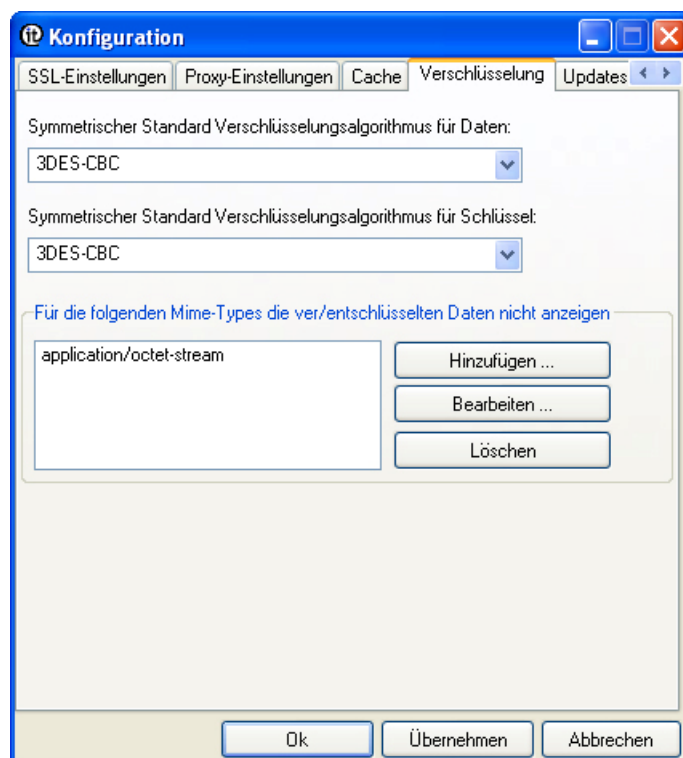 it Konfiguration
SSL-Einstellungen Proxy-Einstellungen Cache Verschlüsselung Updates
Symmetrischer Standard Verschlüsselungsalgorithmus für Daten:
3DES-CBC
Symmetrischer Standard Verschlüsselungsalgorithmus für Schlüssel:
3DES-CBC
Für die folgenden Mime-Types die ver/entschlüsselten Daten nicht anzeigen
application/octet-stream
Hinzufügen ...
Bearbeiten ...
Löschen
Ok Übernehmen Abbrechen